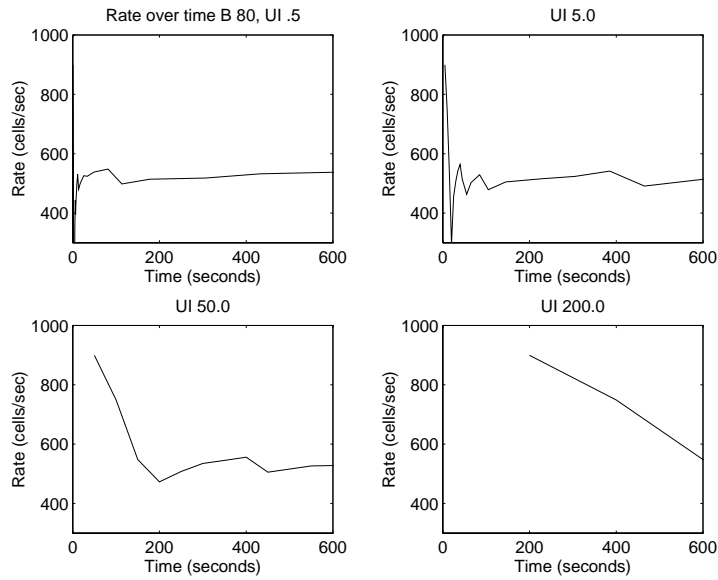 Rate over time B 80, UI .5
1000
800
600
400
0 200 400 600
Rate (cells/sec)
Time (seconds)
UI 5.0
1000
800
600
400
0 200 400 600
Rate (cells/sec)
Time (seconds)
UI 50.0
1000
800
600
400
0 200 400 600
Rate (cells/sec)
Time (seconds)
UI 200.0
1000
800
600
400
0 200 400 600
Rate (cells/sec)
Time (seconds)